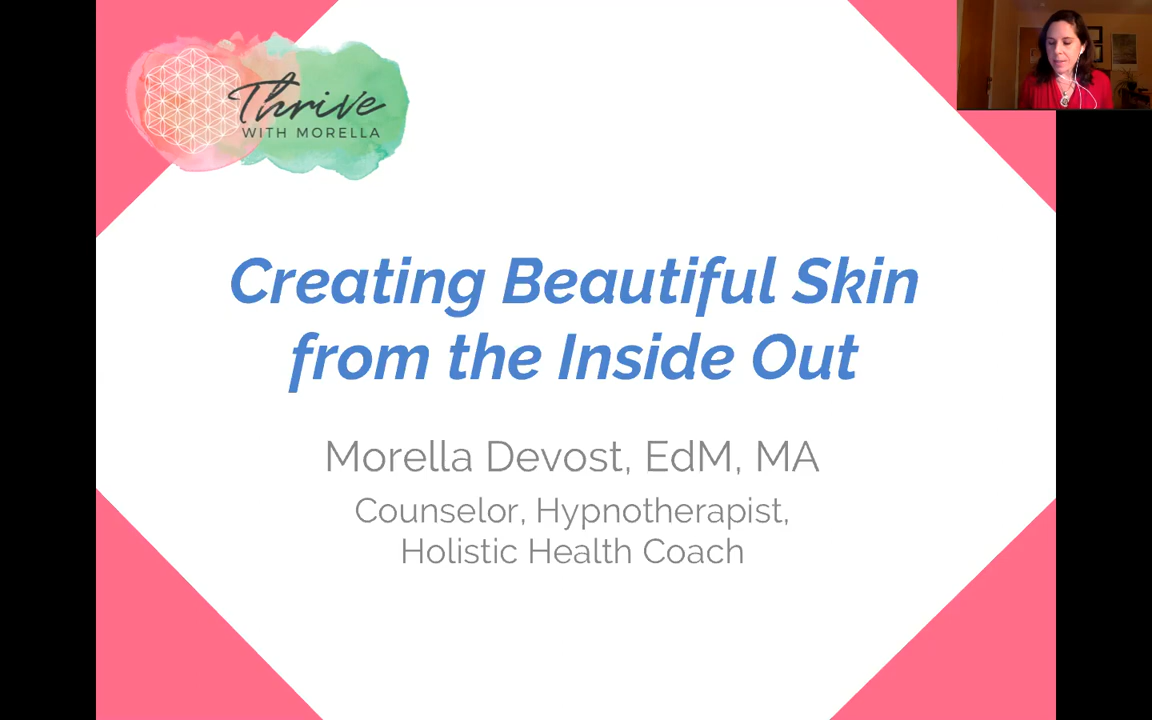 Thrive
WITH MORELLA
Creating Beautiful Skin
from the Inside Out
Morella Devost, EdM, MA
Counselor, Hypnotherapist,
Holistic Health Coach